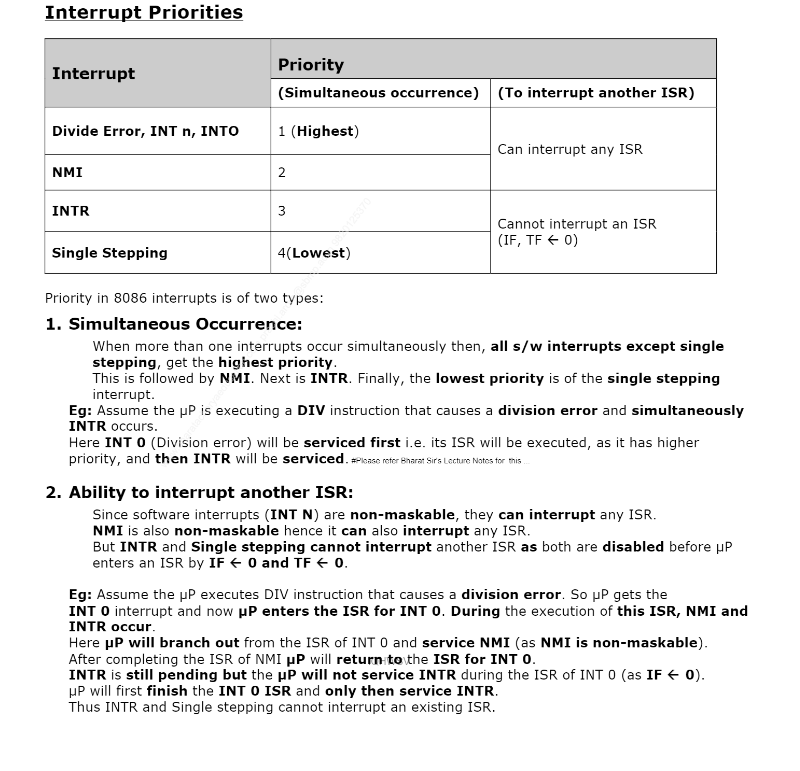 Interrupt Priorities
Interrupt
Priority
(Simultaneous occurrence)
(To interrupt another ISR)
Divide Error, INT n, INTO
1 (Highest)
Can interrupt any ISR
NMI
2
INTR
3
Cannot interrupt an ISR
(IF, TF ← 0)
Single Stepping
4(Lowest)
Priority in 8086 interrupts is of two types:
1. Simultaneous Occurrence:
When more than one interrupts occur simultaneously then, all s/w interrupts except single
stepping, get the highest priority.
This is followed by NMI. Next is INTR. Finally, the lowest priority is of the single stepping
interrupt.
Eg: Assume the µP is executing a DIV instruction that causes a division error and simultaneously
INTR occurs.
Here INT 0 (Division error) will be serviced first i.e. its ISR will be executed, as it has higher
priority, and then INTR will be serviced. #Please refer Bharat Sir's Lecture Notes for this ...
2. Ability to interrupt another ISR:
Since software interrupts (INT N) are non-maskable, they can interrupt any ISR.
NMI is also non-maskable hence it can also interrupt any ISR.
But INTR and Single stepping cannot interrupt another ISR as both are disabled before µP
enters an ISR by IF ← 0 and TF ← 0.
Eg: Assume the µP executes DIV instruction that causes a division error. So µP gets the
INT 0 interrupt and now µP enters the ISR for INT 0. During the execution of this ISR, NMI and
INTR occur.
Here µP will branch out from the ISR of INT 0 and service NMI (as NMI is non-maskable).
After completing the ISR of NMI µP will return to the ISR for INT 0.
INTR is still pending but the µP will not service INTR during the ISR of INT 0 (as IF ← 0).
µP will first finish the INT 0 ISR and only then service INTR.
Thus INTR and Single stepping cannot interrupt an existing ISR.